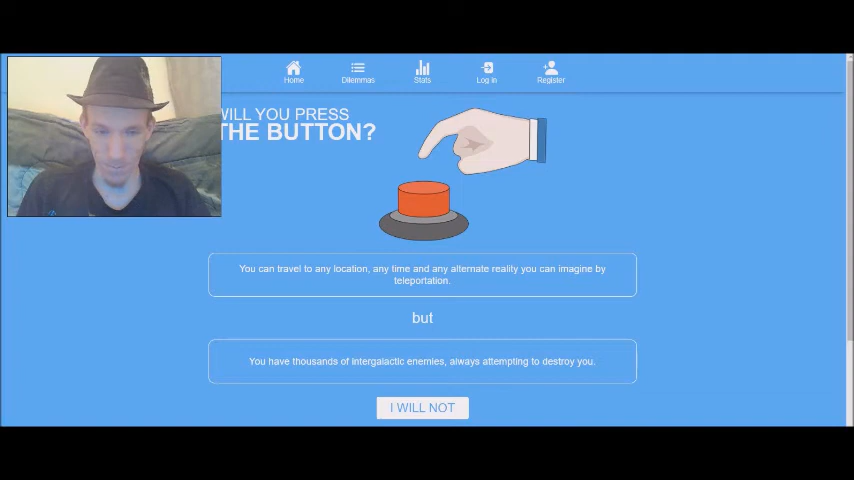 Home
Dilemmas
Stats
Log in
Register
WILL YOU PRESS
THE BUTTON?
You can travel to any location, any time and any alternate reality you can imagine by
teleportation.
but
You have thousands of intergalactic enemies, always attempting to destroy you.
I WILL NOT